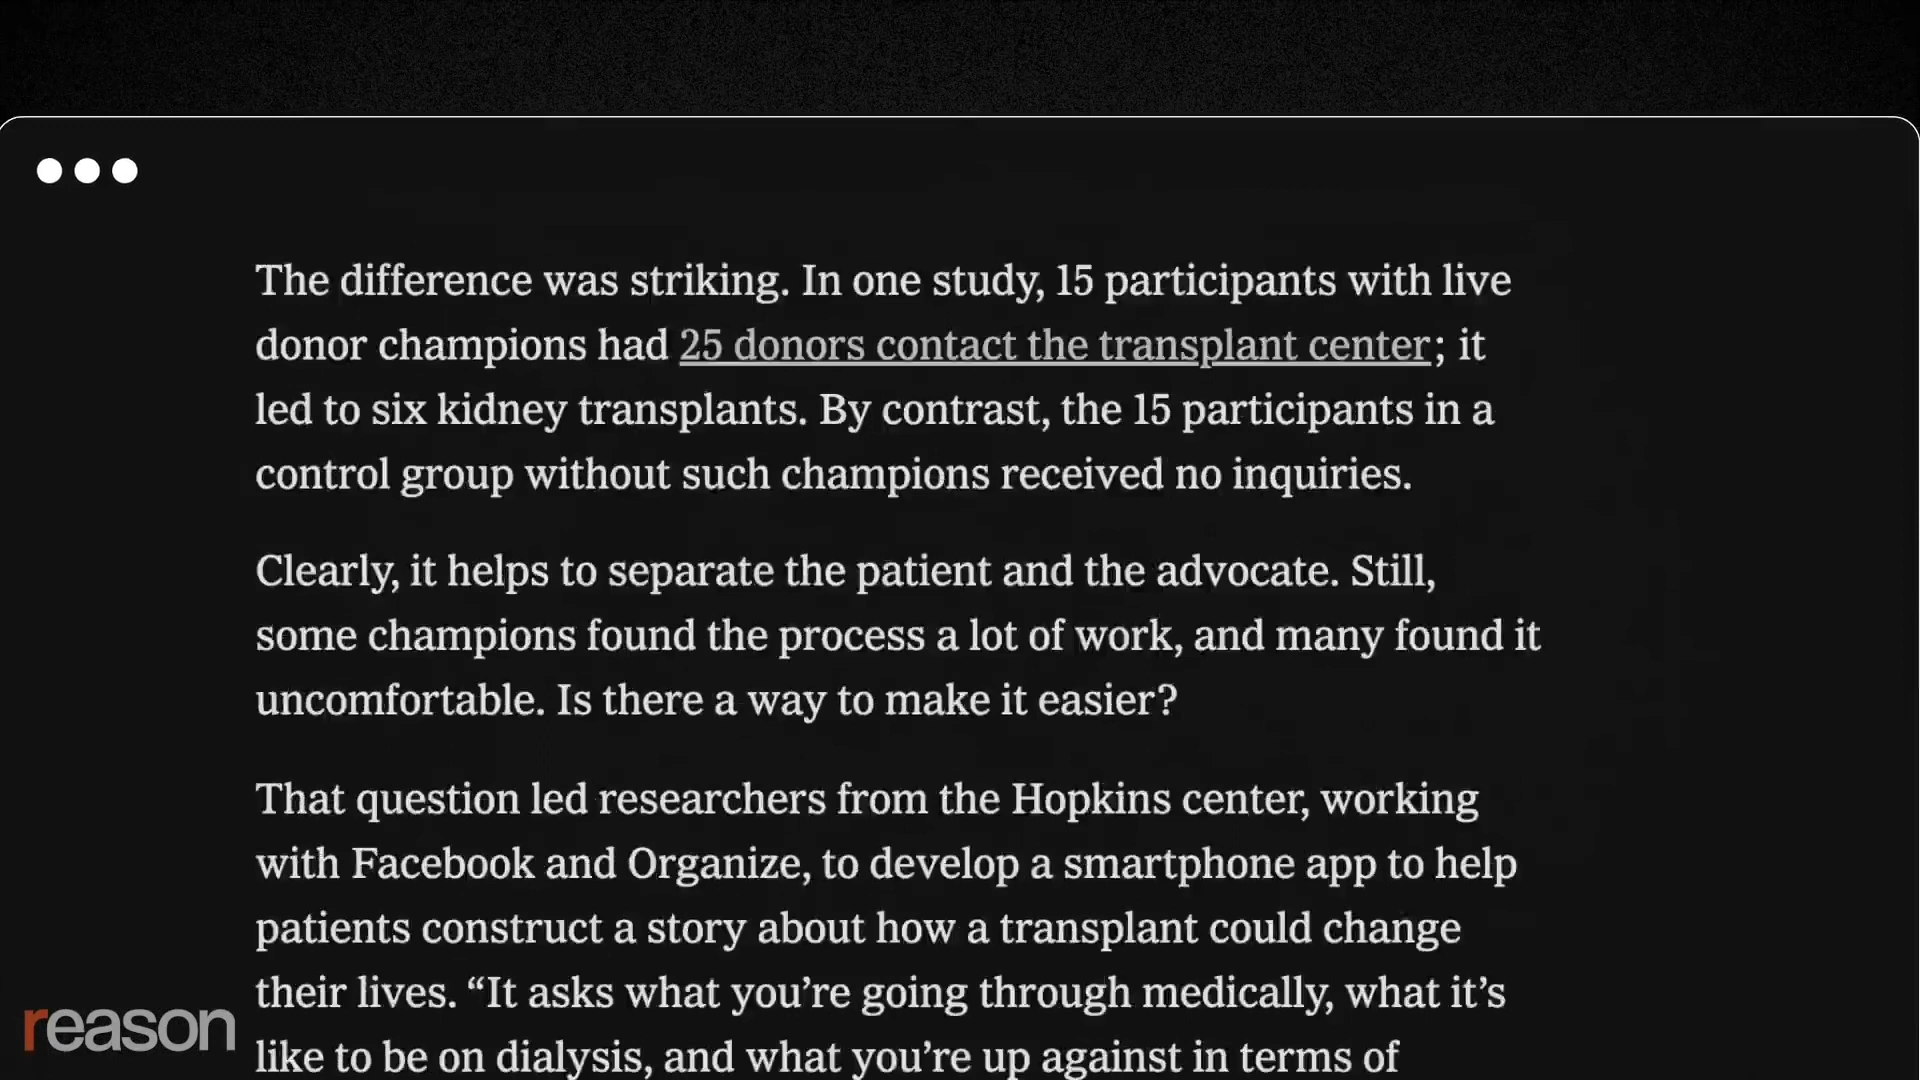 The difference was striking. In one study, 15 participants with live
donor champions had 25 donors contact the transplant center; it
led to six kidney transplants. By contrast, the 15 participants in a
control group without such champions received no inquiries.
Clearly, it helps to separate the patient and the advocate. Still,
some champions found the process a lot of work, and many found it
uncomfortable. Is there a way to make it easier?
That question led researchers from the Hopkins center, working
with Facebook and Organize, to develop a smartphone app to help
patients construct a story about how a transplant could change
their lives. “It asks what you’re going through medically, what it’s
like to be on dialysis, and what you’re up against in terms of
reason